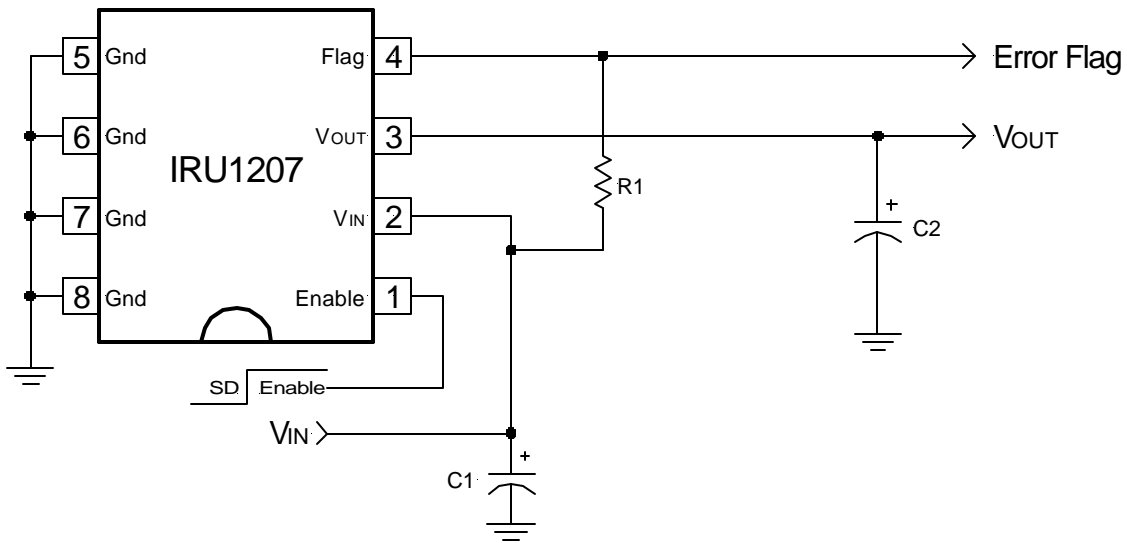 5 Gnd Flag 4 Error Flag
6 Gnd VOUT 3 VOUT
IRU1207
R1
7 Gnd VIN 2
+
C2
8 Gnd Enable 1
SD Enable
VIN
+
C1